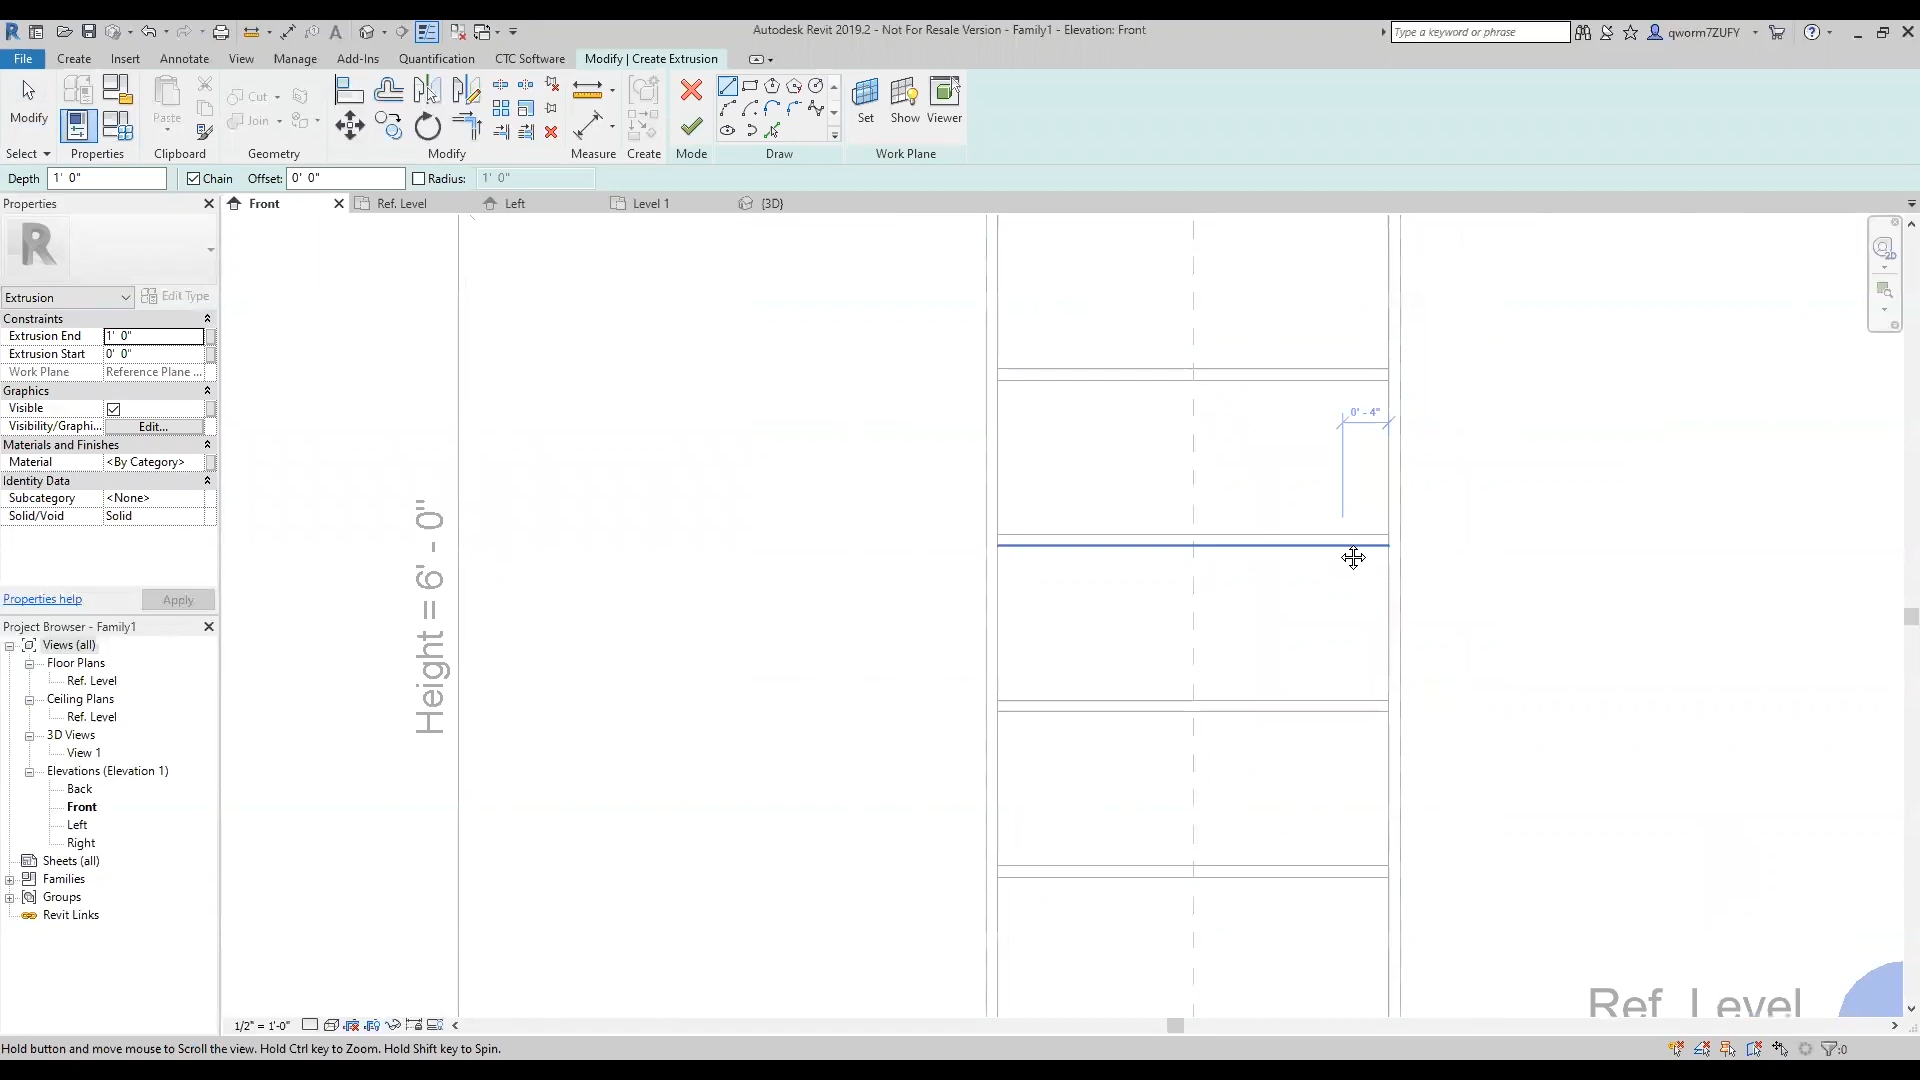 Autodesk Revit 2019.2 - Not For Resale Version - Family1 - Elevation: Front
Type a keyword or phrase
qworm7ZUFY
File Create Insert Annotate View Manage Add-Ins Quantification CTC Software Modify | Create Extrusion
Modify
Paste
Cut
Join
Set Show Viewer
Select Properties Clipboard Geometry Modify Measure Create Mode Draw Work Plane
Depth 1' 0" Chain Offset: 0' 0" Radius: 1' 0"
Properties
Front Ref. Level Left Level 1 {3D}
Extrusion Edit Type
Constraints
Extrusion End 1' 0"
Extrusion Start 0' 0"
Work Plane Reference Plane ...
Graphics
Visible
Visibility/Graphi... Edit...
Materials and Finishes
Material <By Category>
Identity Data
Subcategory <None>
Solid/Void Solid
Properties help Apply
Project Browser - Family1
Views (all)
Floor Plans
Ref. Level
Ceiling Plans
Ref. Level
3D Views
View 1
Elevations (Elevation 1)
Back
Front
Left
Right
Sheets (all)
Families
Groups
Revit Links
Height = 6' - 0"
0' - 4"
Ref. Level
1/2" = 1'-0"
Hold button and move mouse to Scroll the view. Hold Ctrl key to Zoom. Hold Shift key to Spin.
:0